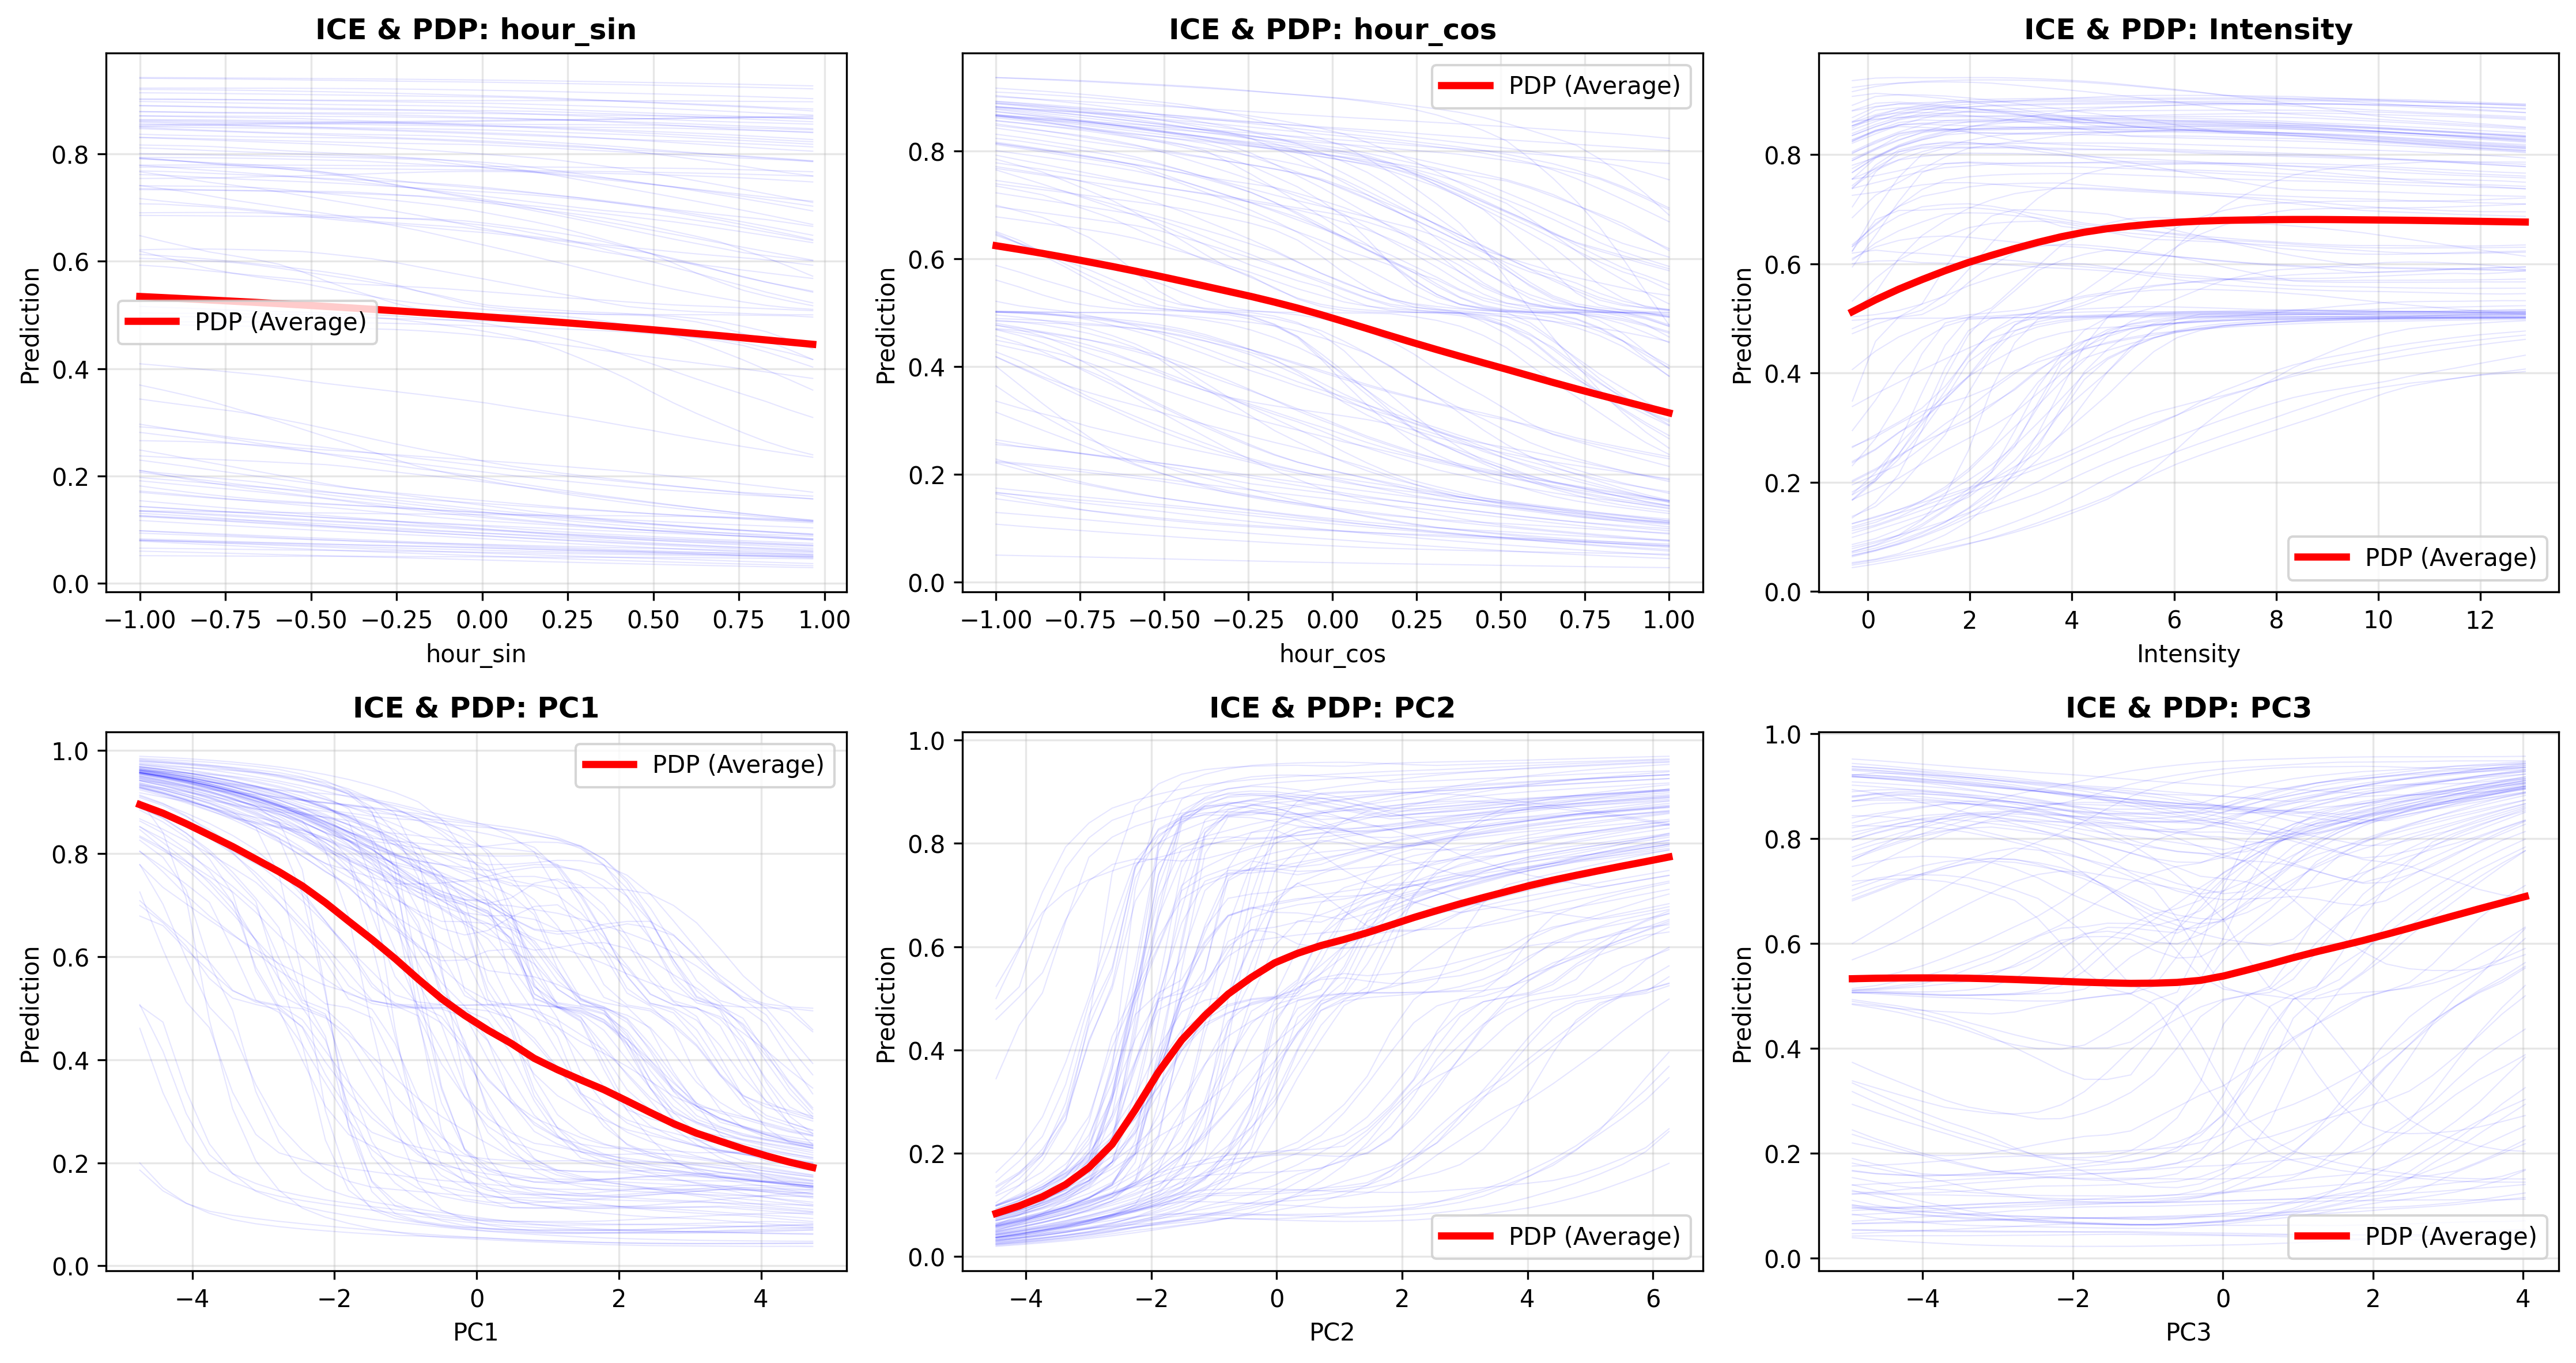 ICE & PDP: hour_sin
Prediction
0.8
0.6
0.4
0.2
0.0
PDP (Average)
−1.00 −0.75 −0.50 −0.25 0.00 0.25 0.50 0.75 1.00
hour_sin
ICE & PDP: hour_cos
Prediction
0.8
0.6
0.4
0.2
0.0
PDP (Average)
−1.00 −0.75 −0.50 −0.25 0.00 0.25 0.50 0.75 1.00
hour_cos
ICE & PDP: Intensity
Prediction
0.8
0.6
0.4
0.2
0.0
PDP (Average)
0 2 4 6 8 10 12
Intensity
ICE & PDP: PC1
Prediction
1.0
0.8
0.6
0.4
0.2
0.0
PDP (Average)
−4 −2 0 2 4
PC1
ICE & PDP: PC2
Prediction
1.0
0.8
0.6
0.4
0.2
0.0
PDP (Average)
−4 −2 0 2 4 6
PC2
ICE & PDP: PC3
Prediction
1.0
0.8
0.6
0.4
0.2
0.0
PDP (Average)
−4 −2 0 2 4
PC3